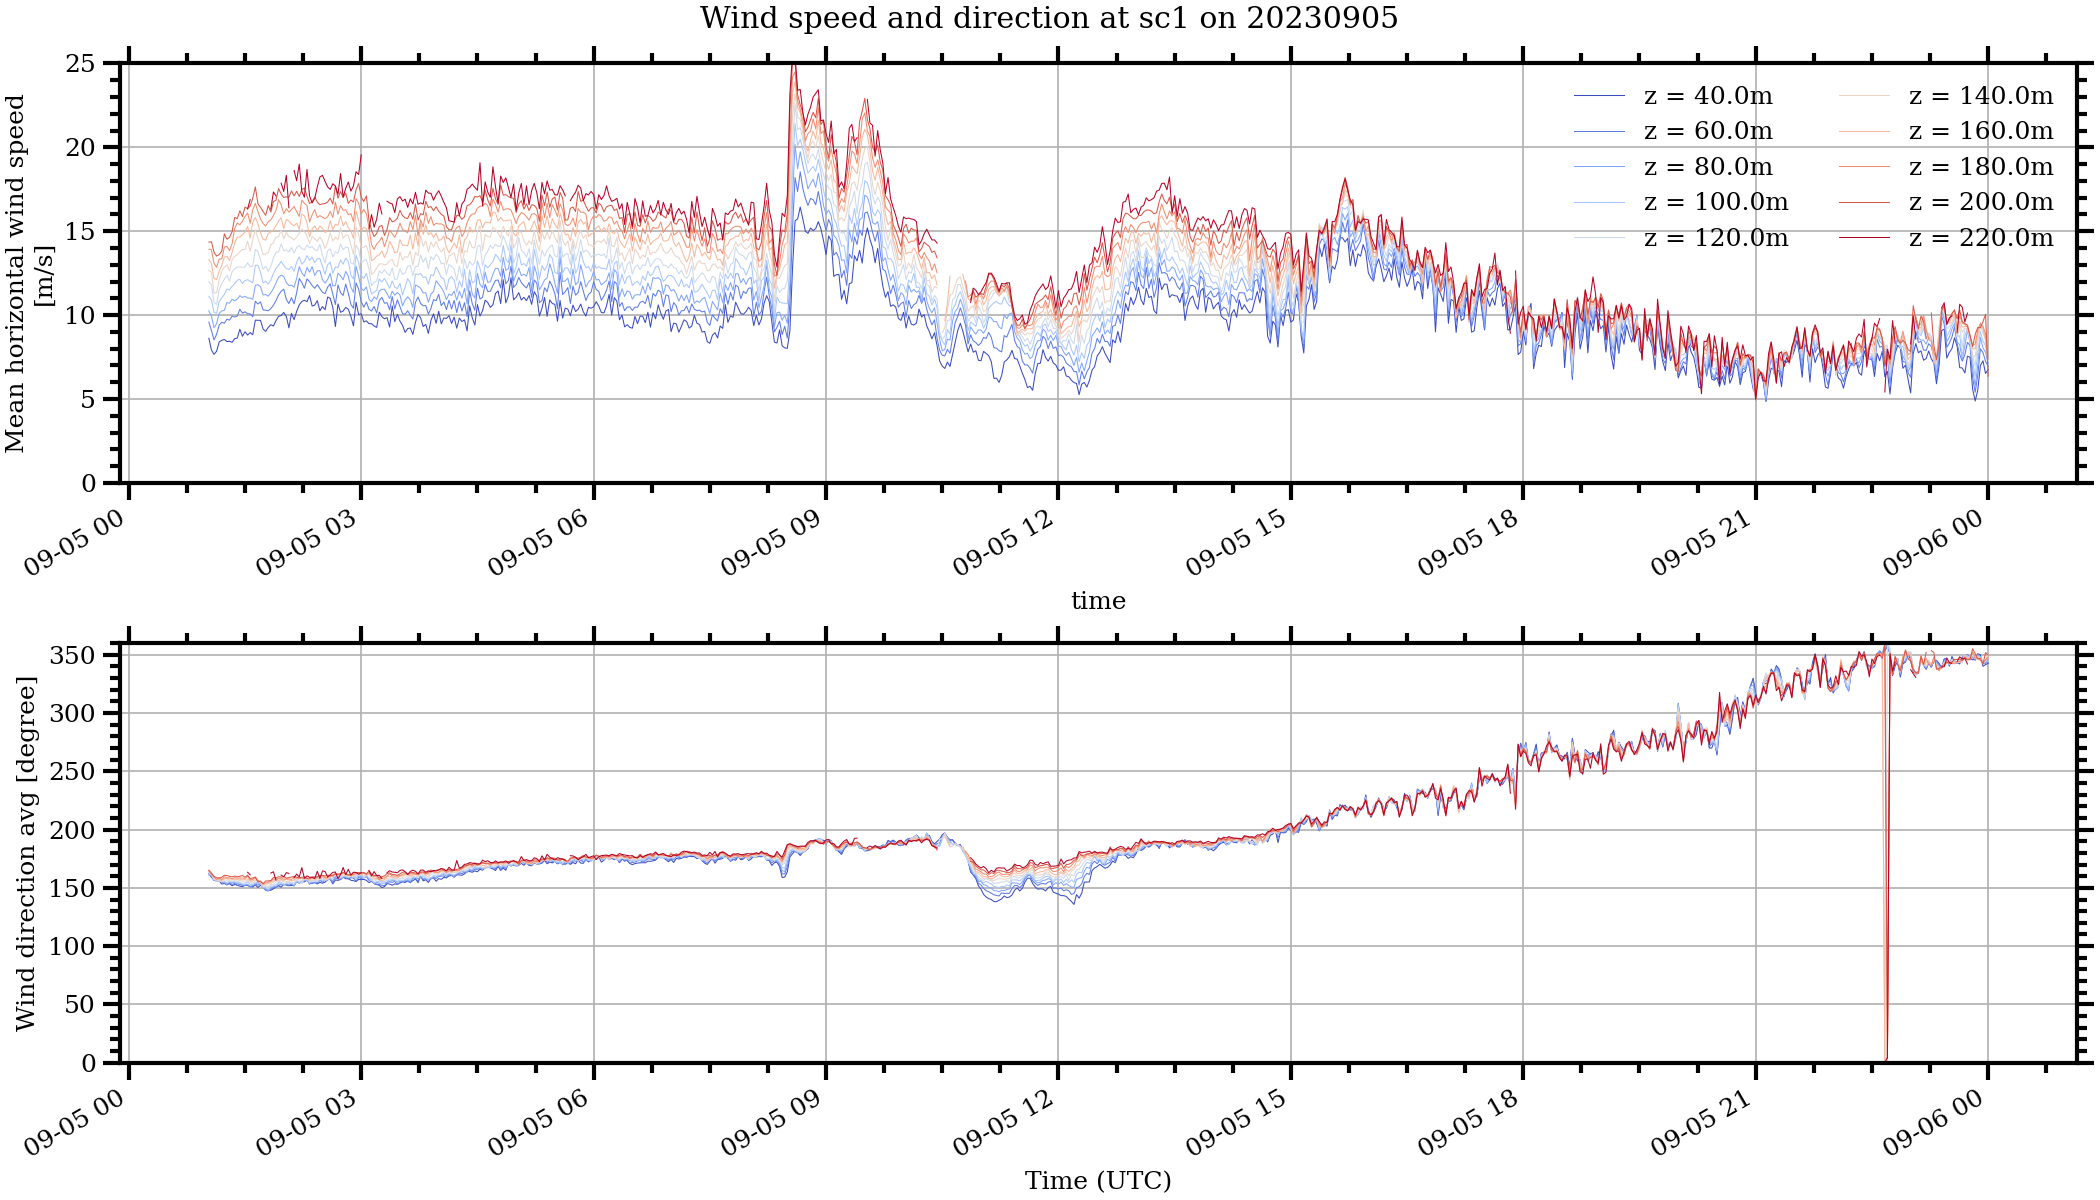 Wind speed and direction at sc1 on 20230905
Mean horizontal wind speed
[m/s]
25
20
15
10
5
0
z = 40.0m
z = 60.0m
z = 80.0m
z = 100.0m
z = 120.0m
z = 140.0m
z = 160.0m
z = 180.0m
z = 200.0m
z = 220.0m
09-05 00
09-05 03
09-05 06
09-05 09
09-05 12
09-05 15
09-05 18
09-05 21
09-06 00
time
Wind direction avg [degree]
350
300
250
200
150
100
50
0
09-05 00
09-05 03
09-05 06
09-05 09
09-05 12
09-05 15
09-05 18
09-05 21
09-06 00
Time (UTC)